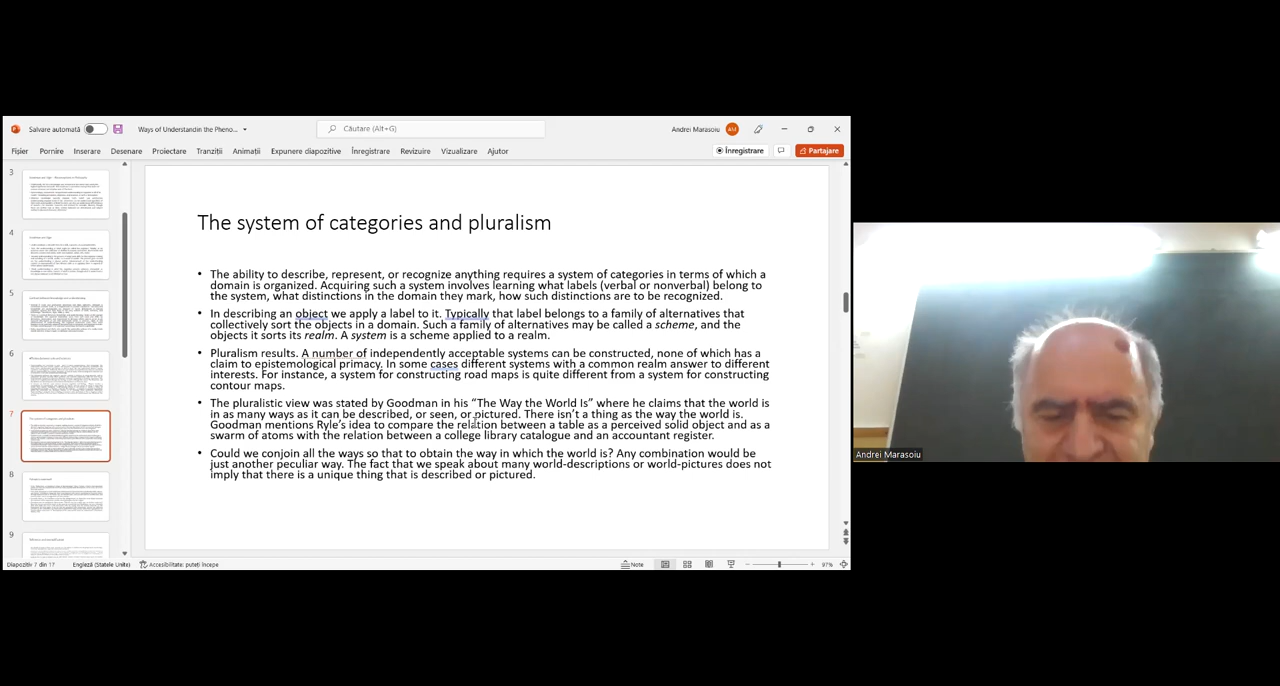 Salvare automată
Ways of Understandin the Pheno...
Căutare (Alt+G)
Andrei Marasoiu
AM
Fișier Pornire Inserare Desenare Proiectare Tranziții Animații Expunere diapozitive Înregistrare Revizuire Vizualizare Ajutor
Înregistrare
Partajare
3
4
5
6
7
8
9
The system of categories and pluralism
• The ability to describe, represent, or recognize anything requires a system of categories in terms of which a
domain is organized. Acquiring such a system involves learning what labels (verbal or nonverbal) belong to
the system, what distinctions in the domain they mark, how such distinctions are to be recognized.
• In describing an object we apply a label to it. Typically that label belongs to a family of alternatives that
collectively sort the objects in a domain. Such a family of alternatives may be called a scheme, and the
objects it sorts its realm. A system is a scheme applied to a realm.
• Pluralism results. A number of independently acceptable systems can be constructed, none of which has a
claim to epistemological primacy. In some cases different systems with a common realm answer to different
interests. For instance, a system for constructing road maps is quite different from a system for constructing
contour maps.
• The pluralistic view was stated by Goodman in his “The Way the World Is” where he claims that the world is
in as many ways as it can be described, or seen, or pictured. There isn’t a thing as the way the world is.
Goodman mentions Ryle’s idea to compare the relation between a table as a perceived solid object and as a
swarm of atoms with the relation between a college library catalogue and an accountant register.
• Could we conjoin all the ways so that to obtain the way in which the world is? Any combination would be
just another peculiar way. The fact that we speak about many world-descriptions or world-pictures does not
imply that there is a unique thing that is described or pictured.
Andrei Marasoiu
Diapozitiv 7 din 17
Engleză (Statele Unite)
Accesibilitate: puteți începe
Note
97%